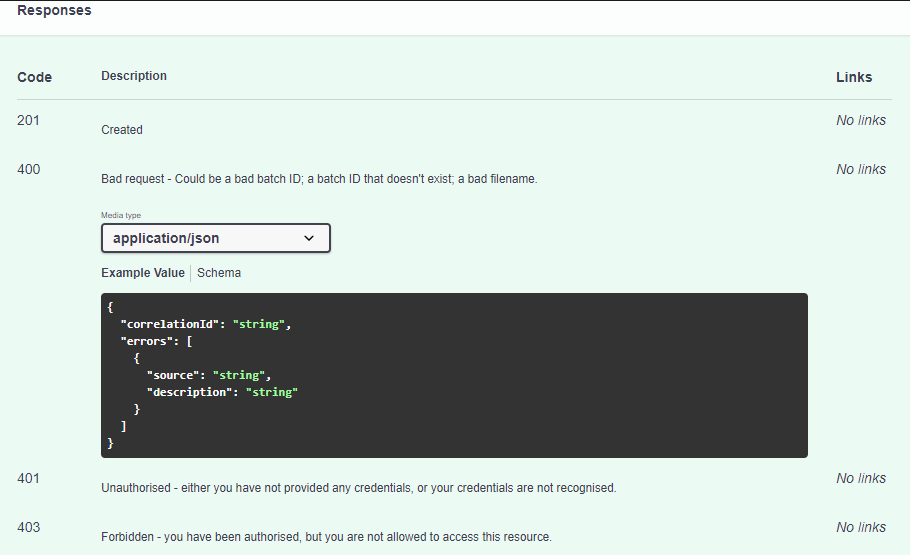 Responses
Code Description Links
201 Created No links
400 Bad request - Could be a bad batch ID; a batch ID that doesn't exist; a bad filename. No links
Media type
application/json
Example Value Schema
{
  "correlationId": "string",
  "errors": [
    {
      "source": "string",
      "description": "string"
    }
  ]
}
401 Unauthorised - either you have not provided any credentials, or your credentials are not recognised. No links
403 Forbidden - you have been authorised, but you are not allowed to access this resource. No links